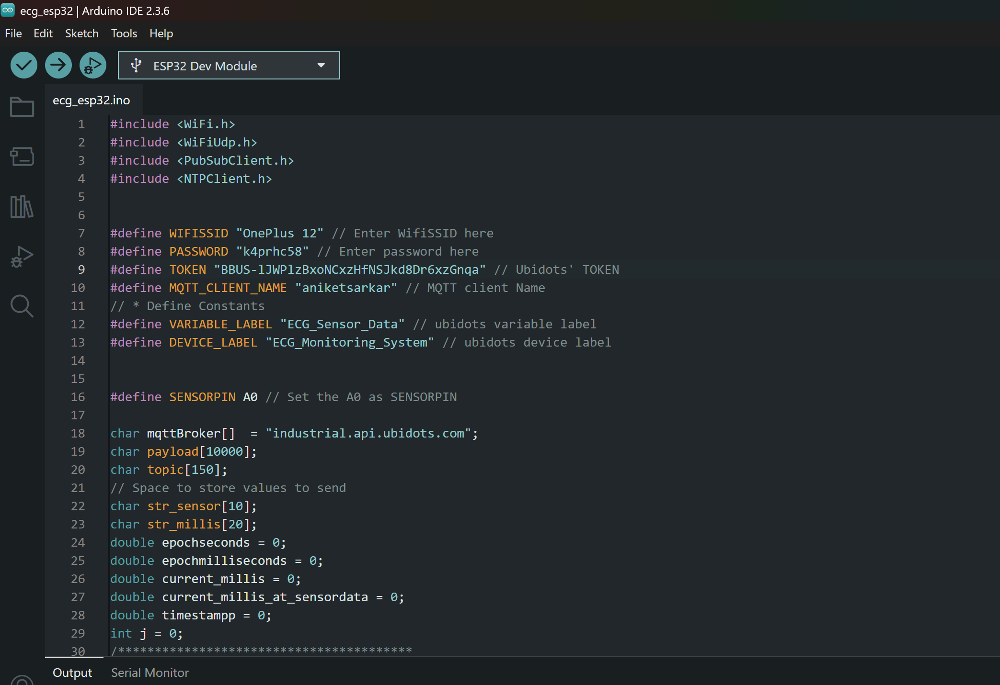 ecg_esp32 | Arduino IDE 2.3.6
File Edit Sketch Tools Help
ESP32 Dev Module
ecg_esp32.ino
1 #include <WiFi.h>
2 #include <WiFiUdp.h>
3 #include <PubSubClient.h>
4 #include <NTPClient.h>
5
6
7 #define WIFISSID "OnePlus 12" // Enter WifiSSID here
8 #define PASSWORD "k4prhc58" // Enter password here
9 #define TOKEN "BBUS-lJWPlzBxoNCxzHfNSJkd8Dr6xzGnqa" // Ubidots' TOKEN
10 #define MQTT_CLIENT_NAME "aniketsarkar" // MQTT client Name
11 // * Define Constants
12 #define VARIABLE_LABEL "ECG_Sensor_Data" // ubidots variable label
13 #define DEVICE_LABEL "ECG_Monitoring_System" // ubidots device label
14
15
16 #define SENSORPIN A0 // Set the A0 as SENSORPIN
17
18 char mqttBroker[]  = "industrial.api.ubidots.com";
19 char payload[10000];
20 char topic[150];
21 // Space to store values to send
22 char str_sensor[10];
23 char str_millis[20];
24 double epochseconds = 0;
25 double epochmilliseconds = 0;
26 double current_millis = 0;
27 double current_millis_at_sensordata = 0;
28 double timestampp = 0;
29 int j = 0;
30 /****************************************
Output Serial Monitor